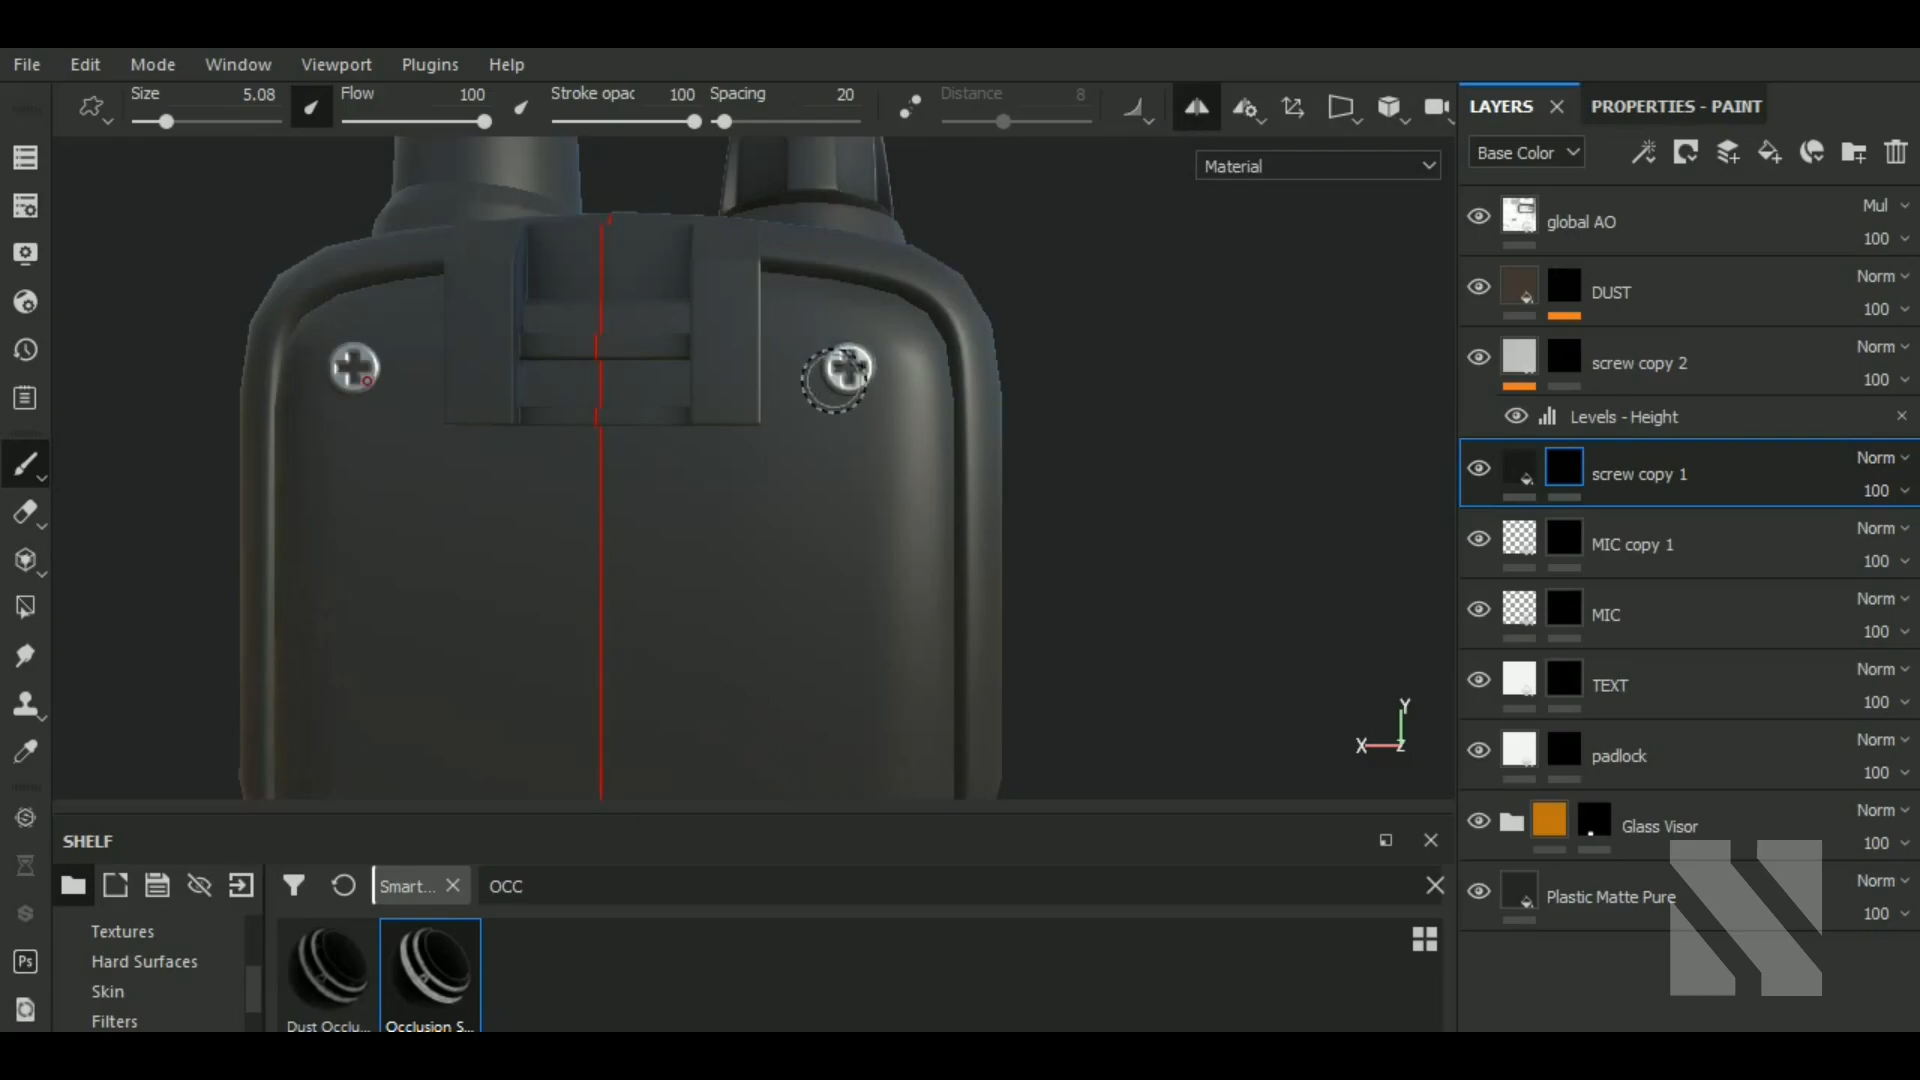 File Edit Mode Window Viewport Plugins Help
Size 5.08 Flow 100 Stroke opac 100 Spacing 20 Distance 8
LAYERS PROPERTIES - PAINT
Base Color
Material
global AO Mul 100
DUST Norm 100
screw copy 2 Norm 100
Levels - Height
screw copy 1 Norm 100
MIC copy 1 Norm 100
MIC Norm 100
TEXT Norm 100
padlock Norm 100
Glass Visor Norm 100
Plastic Matte Pure Norm 100
Y
X Z
SHELF
Smart... OCC
Textures
Hard Surfaces
Skin
Filters
Dust Occlu... Occlusion S...
Ps